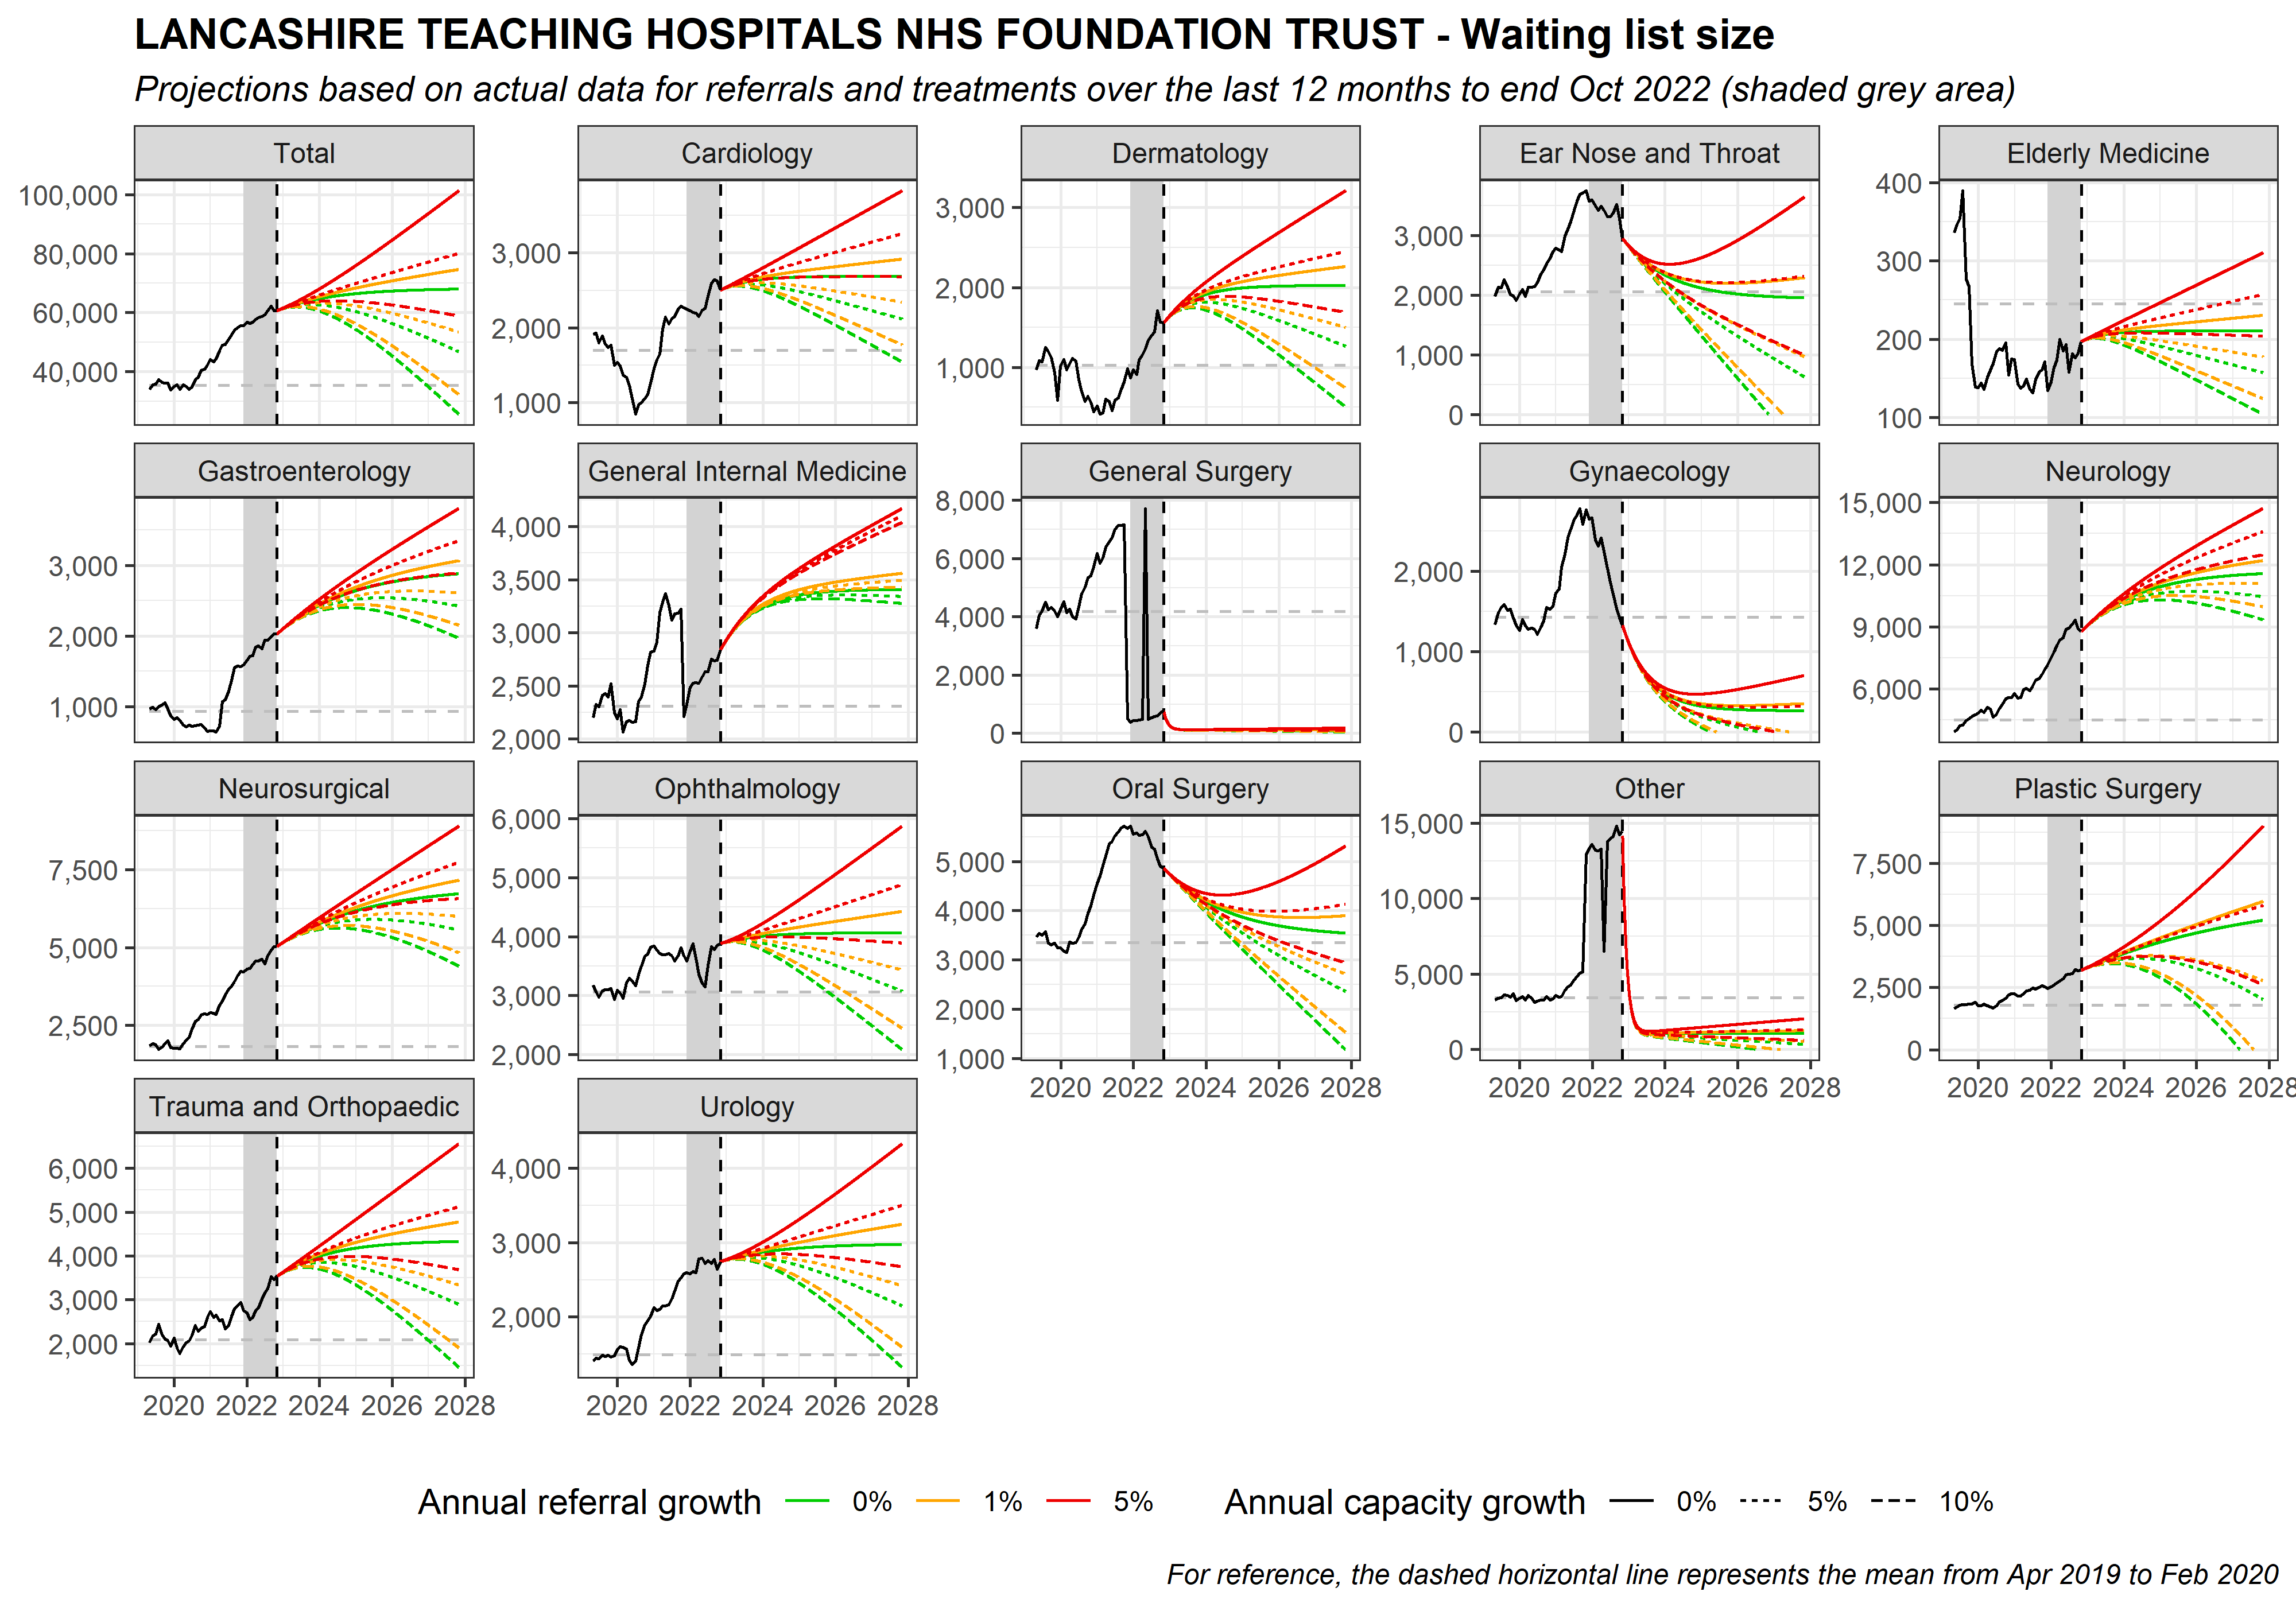 LANCASHIRE TEACHING HOSPITALS NHS FOUNDATION TRUST - Waiting list size
Projections based on actual data for referrals and treatments over the last 12 months to end Oct 2022 (shaded grey area)
Total
Cardiology
Dermatology
Ear Nose and Throat
Elderly Medicine
100,000
80,000
60,000
40,000
3,000
2,000
1,000
3,000
2,000
1,000
3,000
2,000
1,000
0
400
300
200
100
Gastroenterology
General Internal Medicine
General Surgery
Gynaecology
Neurology
3,000
2,000
1,000
4,000
3,500
3,000
2,500
2,000
8,000
6,000
4,000
2,000
0
2,000
1,000
0
15,000
12,000
9,000
6,000
Neurosurgical
Ophthalmology
Oral Surgery
Other
Plastic Surgery
7,500
5,000
2,500
6,000
5,000
4,000
3,000
2,000
5,000
4,000
3,000
2,000
1,000
15,000
10,000
5,000
0
7,500
5,000
2,500
0
2020 2022 2024 2026 2028
2020 2022 2024 2026 2028
2020 2022 2024 2026 2028
Trauma and Orthopaedic
Urology
6,000
5,000
4,000
3,000
2,000
4,000
3,000
2,000
2020 2022 2024 2026 2028
2020 2022 2024 2026 2028
Annual referral growth 0% 1% 5% Annual capacity growth 0% 5% 10%
For reference, the dashed horizontal line represents the mean from Apr 2019 to Feb 2020